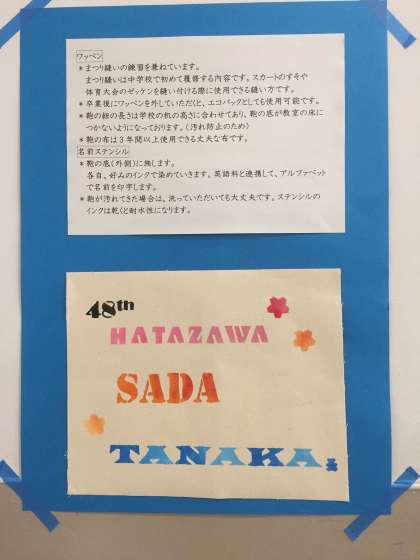 ワッペン
＊まつり縫いの練習を兼ねています。
まつり縫いは中学校で初めて履修する内容です。スカートのすそや
体育大会のゼッケンを縫い付ける際に使用できる縫い方です。
＊卒業後にワッペンを外していただくと、エコバックとしても使用可能です。
＊鞄の紐の長さは学校の机の高さに合わせてあり、鞄の底が教室の床に
つかないようになっております。（汚れ防止のため）
＊鞄の布は3年間以上使用できる丈夫な布です。
名前ステンシル
＊鞄の底（外側）に施します。
各自、好みのインクで染めていきます。英語科と連携して、アルファベット
で名前を印字します。
＊鞄が汚れてきた場合は、洗っていただいても大丈夫です。ステンシルの
インクは乾くと耐水性になります。
48th
HATAZAWA
SADA
TANAKA